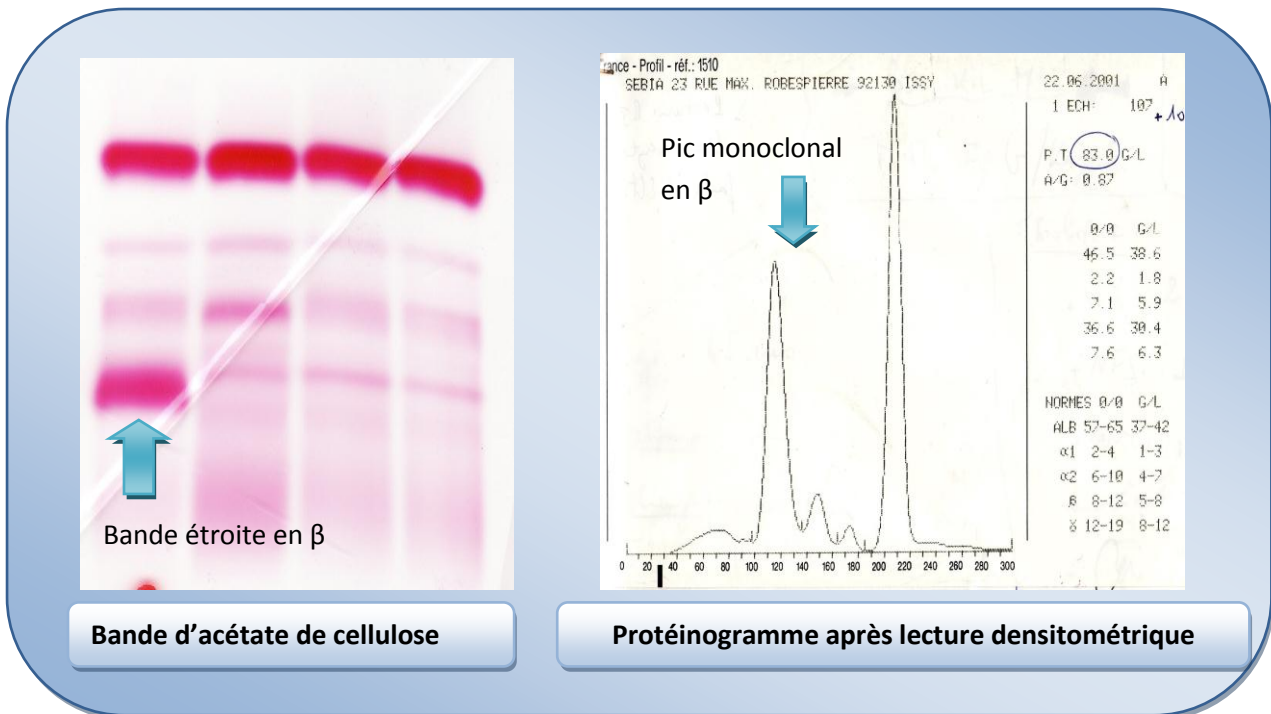 Bande étroite en β
Bande d'acétate de cellulose
rance - Profil - réf.: 1510
SEBIA 23 RUE MAX. ROBESPIERRE 92130 ISSY
22.06.2001 A
1 ECH: 107
+10
Pic monoclonal
en β
P.T 83.0 G/L
A/G: 0.87
0/0 G/L
46.5 38.6
2.2 1.8
7.1 5.9
36.6 30.4
7.6 6.3
NORMES 0/0 G/L
ALB 57-65 37-42
α1 2-4 1-3
α2 6-10 4-7
β 8-12 5-8
γ 12-19 8-12
0 20 40 60 80 100 120 140 160 180 200 220 240 260 280 300
Protéinogramme après lecture densitométrique